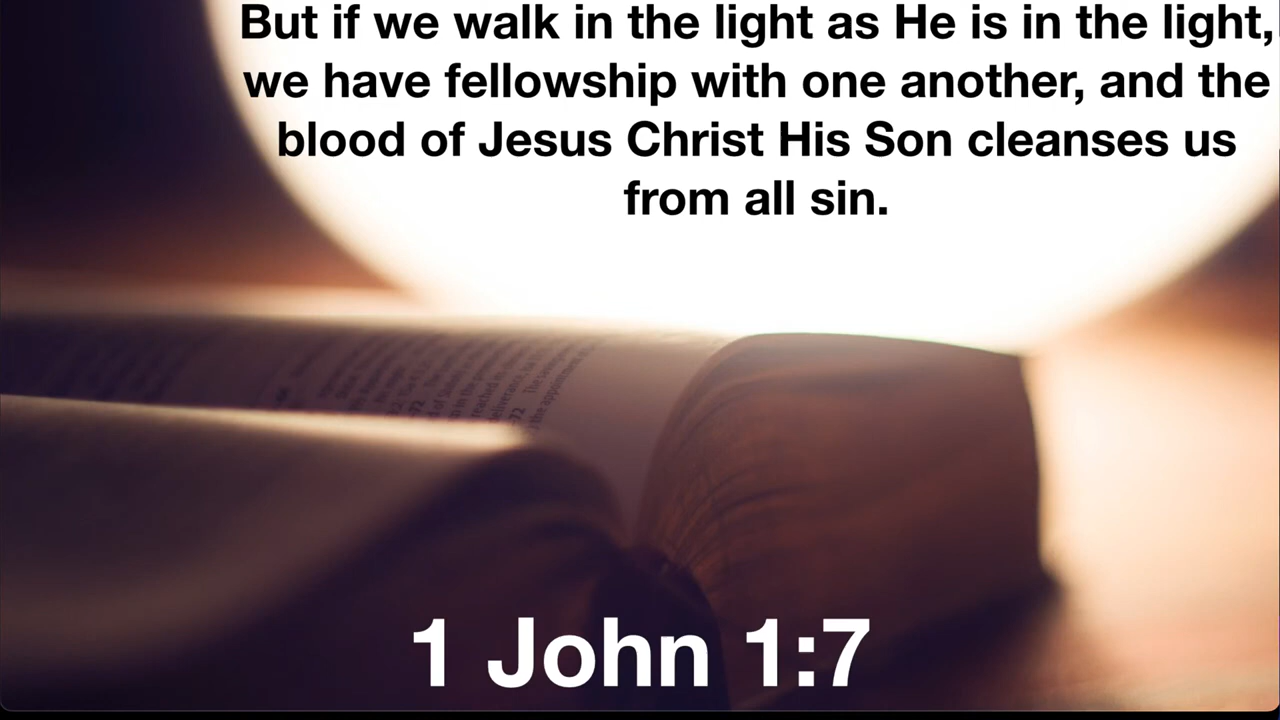 But if we walk in the light as He is in the light,
we have fellowship with one another, and the
blood of Jesus Christ His Son cleanses us
from all sin.
1 John 1:7